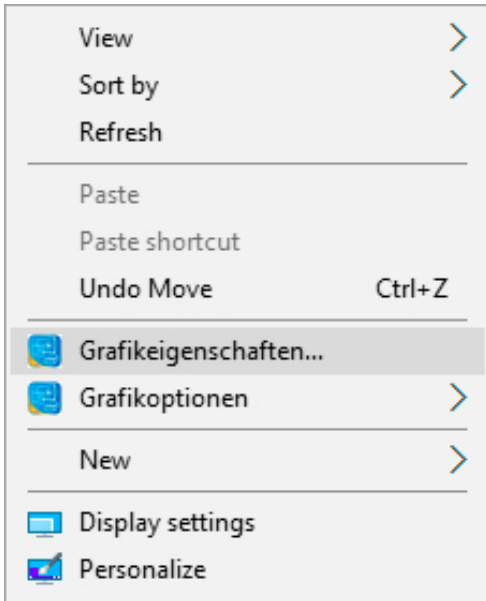 View
Sort by
Refresh
Paste
Paste shortcut
Undo Move Ctrl+Z
Grafikeigenschaften...
Grafikoptionen
New
Display settings
Personalize